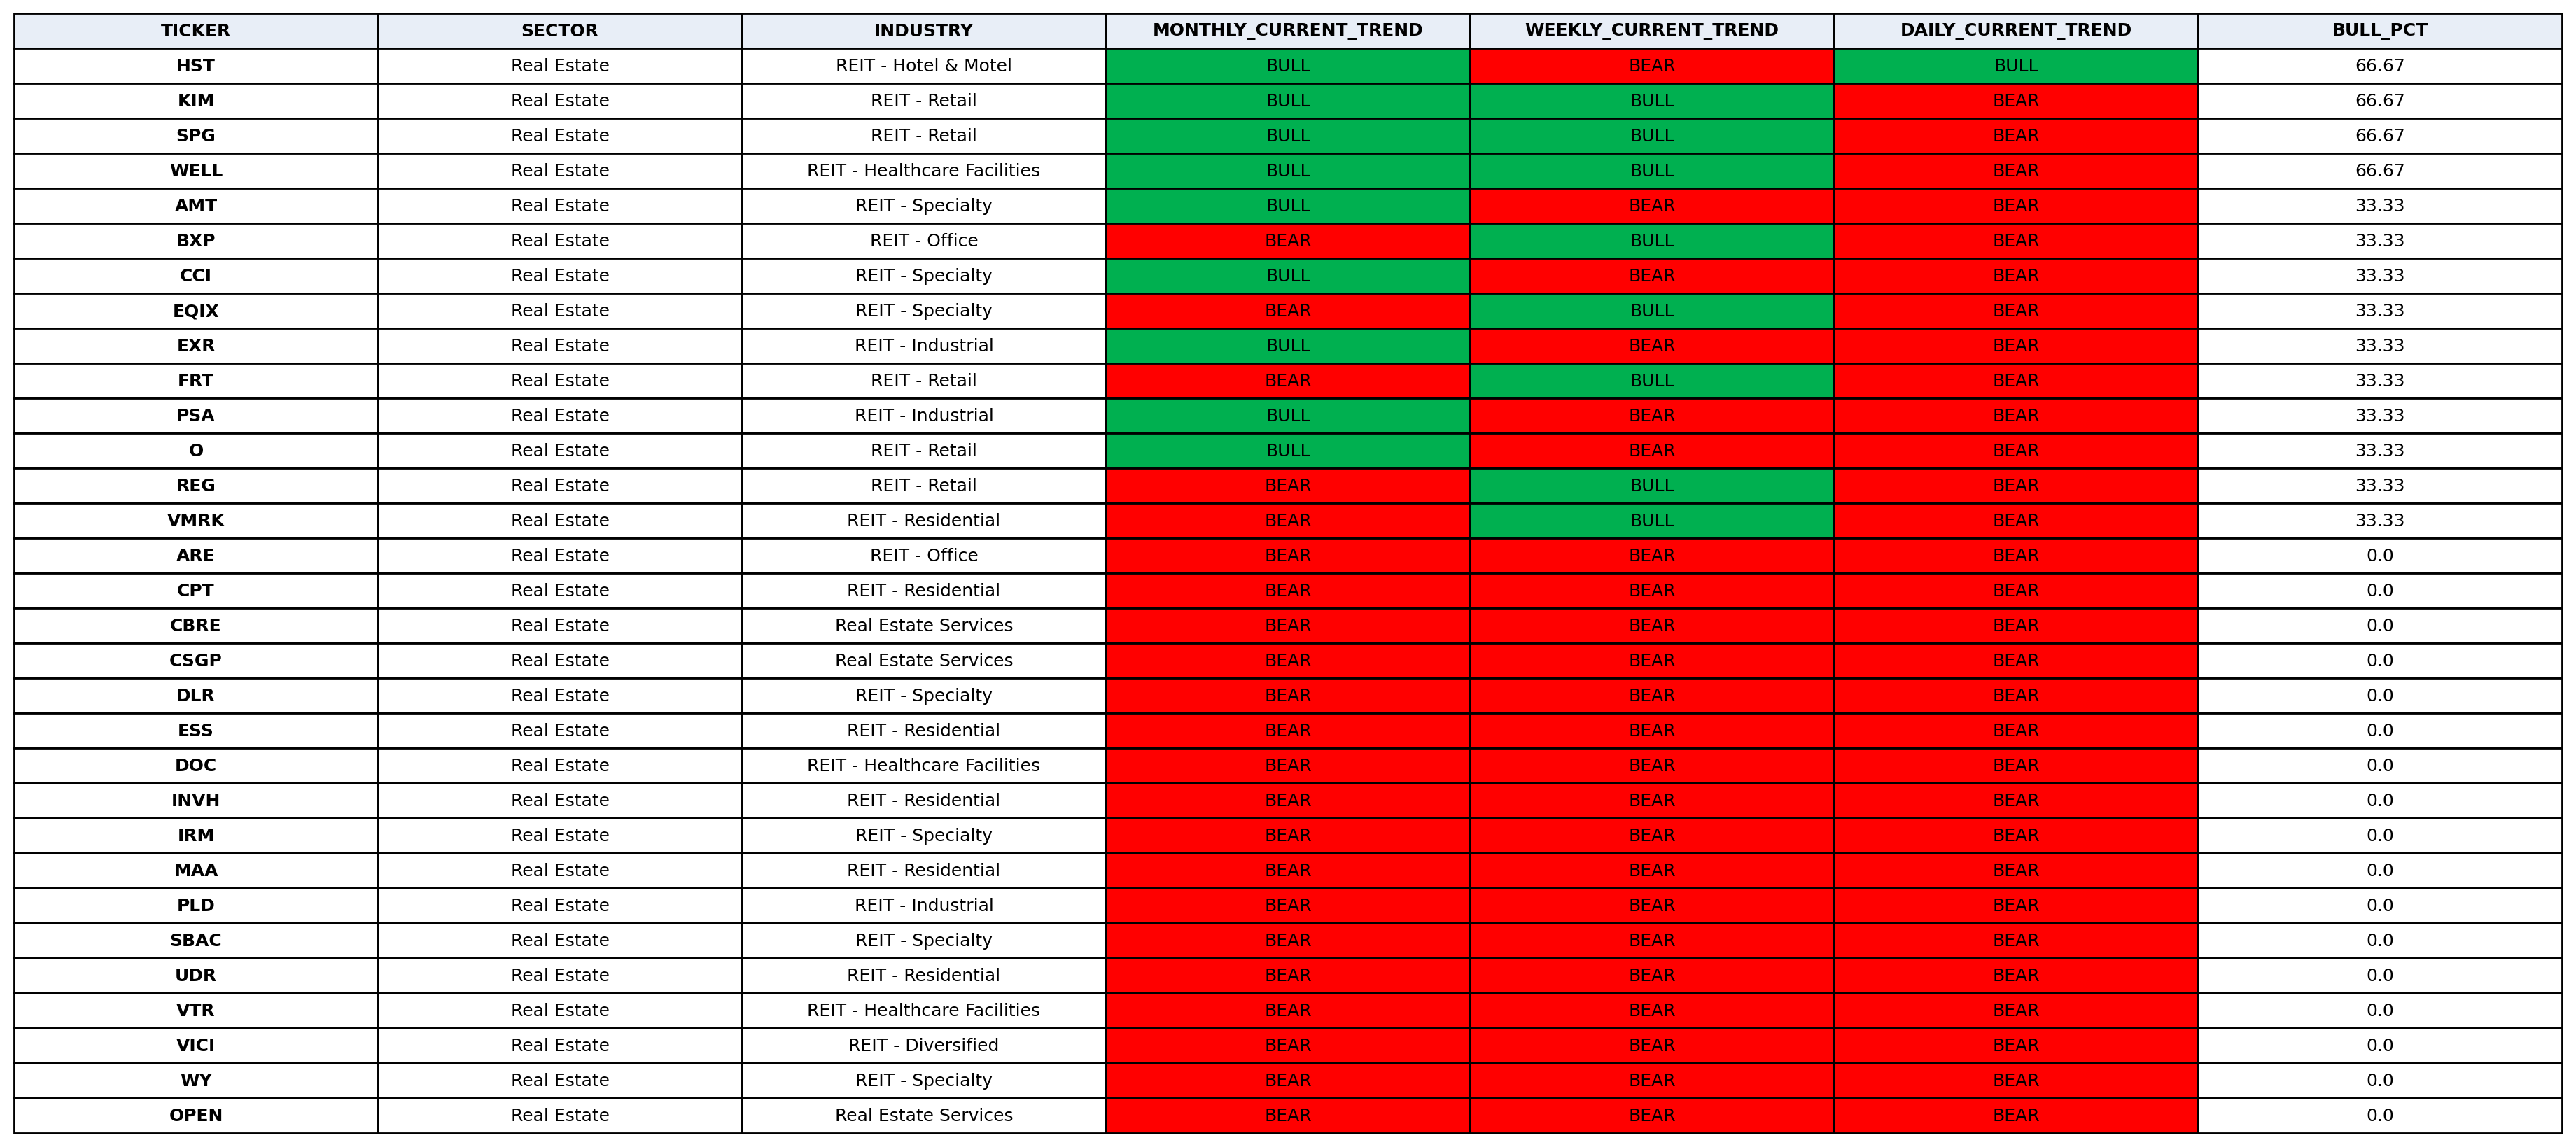 TICKER SECTOR INDUSTRY MONTHLY_CURRENT_TREND WEEKLY_CURRENT_TREND DAILY_CURRENT_TREND BULL_PCT
HST Real Estate REIT - Hotel & Motel BULL BEAR BULL 66.67
KIM Real Estate REIT - Retail BULL BULL BEAR 66.67
SPG Real Estate REIT - Retail BULL BULL BEAR 66.67
WELL Real Estate REIT - Healthcare Facilities BULL BULL BEAR 66.67
AMT Real Estate REIT - Specialty BULL BEAR BEAR 33.33
BXP Real Estate REIT - Office BEAR BULL BEAR 33.33
CCI Real Estate REIT - Specialty BULL BEAR BEAR 33.33
EQIX Real Estate REIT - Specialty BEAR BULL BEAR 33.33
EXR Real Estate REIT - Industrial BULL BEAR BEAR 33.33
FRT Real Estate REIT - Retail BEAR BULL BEAR 33.33
PSA Real Estate REIT - Industrial BULL BEAR BEAR 33.33
O Real Estate REIT - Retail BULL BEAR BEAR 33.33
REG Real Estate REIT - Retail BEAR BULL BEAR 33.33
VMRK Real Estate REIT - Residential BEAR BULL BEAR 33.33
ARE Real Estate REIT - Office BEAR BEAR BEAR 0.0
CPT Real Estate REIT - Residential BEAR BEAR BEAR 0.0
CBRE Real Estate Real Estate Services BEAR BEAR BEAR 0.0
CSGP Real Estate Real Estate Services BEAR BEAR BEAR 0.0
DLR Real Estate REIT - Specialty BEAR BEAR BEAR 0.0
ESS Real Estate REIT - Residential BEAR BEAR BEAR 0.0
DOC Real Estate REIT - Healthcare Facilities BEAR BEAR BEAR 0.0
INVH Real Estate REIT - Residential BEAR BEAR BEAR 0.0
IRM Real Estate REIT - Specialty BEAR BEAR BEAR 0.0
MAA Real Estate REIT - Residential BEAR BEAR BEAR 0.0
PLD Real Estate REIT - Industrial BEAR BEAR BEAR 0.0
SBAC Real Estate REIT - Specialty BEAR BEAR BEAR 0.0
UDR Real Estate REIT - Residential BEAR BEAR BEAR 0.0
VTR Real Estate REIT - Healthcare Facilities BEAR BEAR BEAR 0.0
VICI Real Estate REIT - Diversified BEAR BEAR BEAR 0.0
WY Real Estate REIT - Specialty BEAR BEAR BEAR 0.0
OPEN Real Estate Real Estate Services BEAR BEAR BEAR 0.0